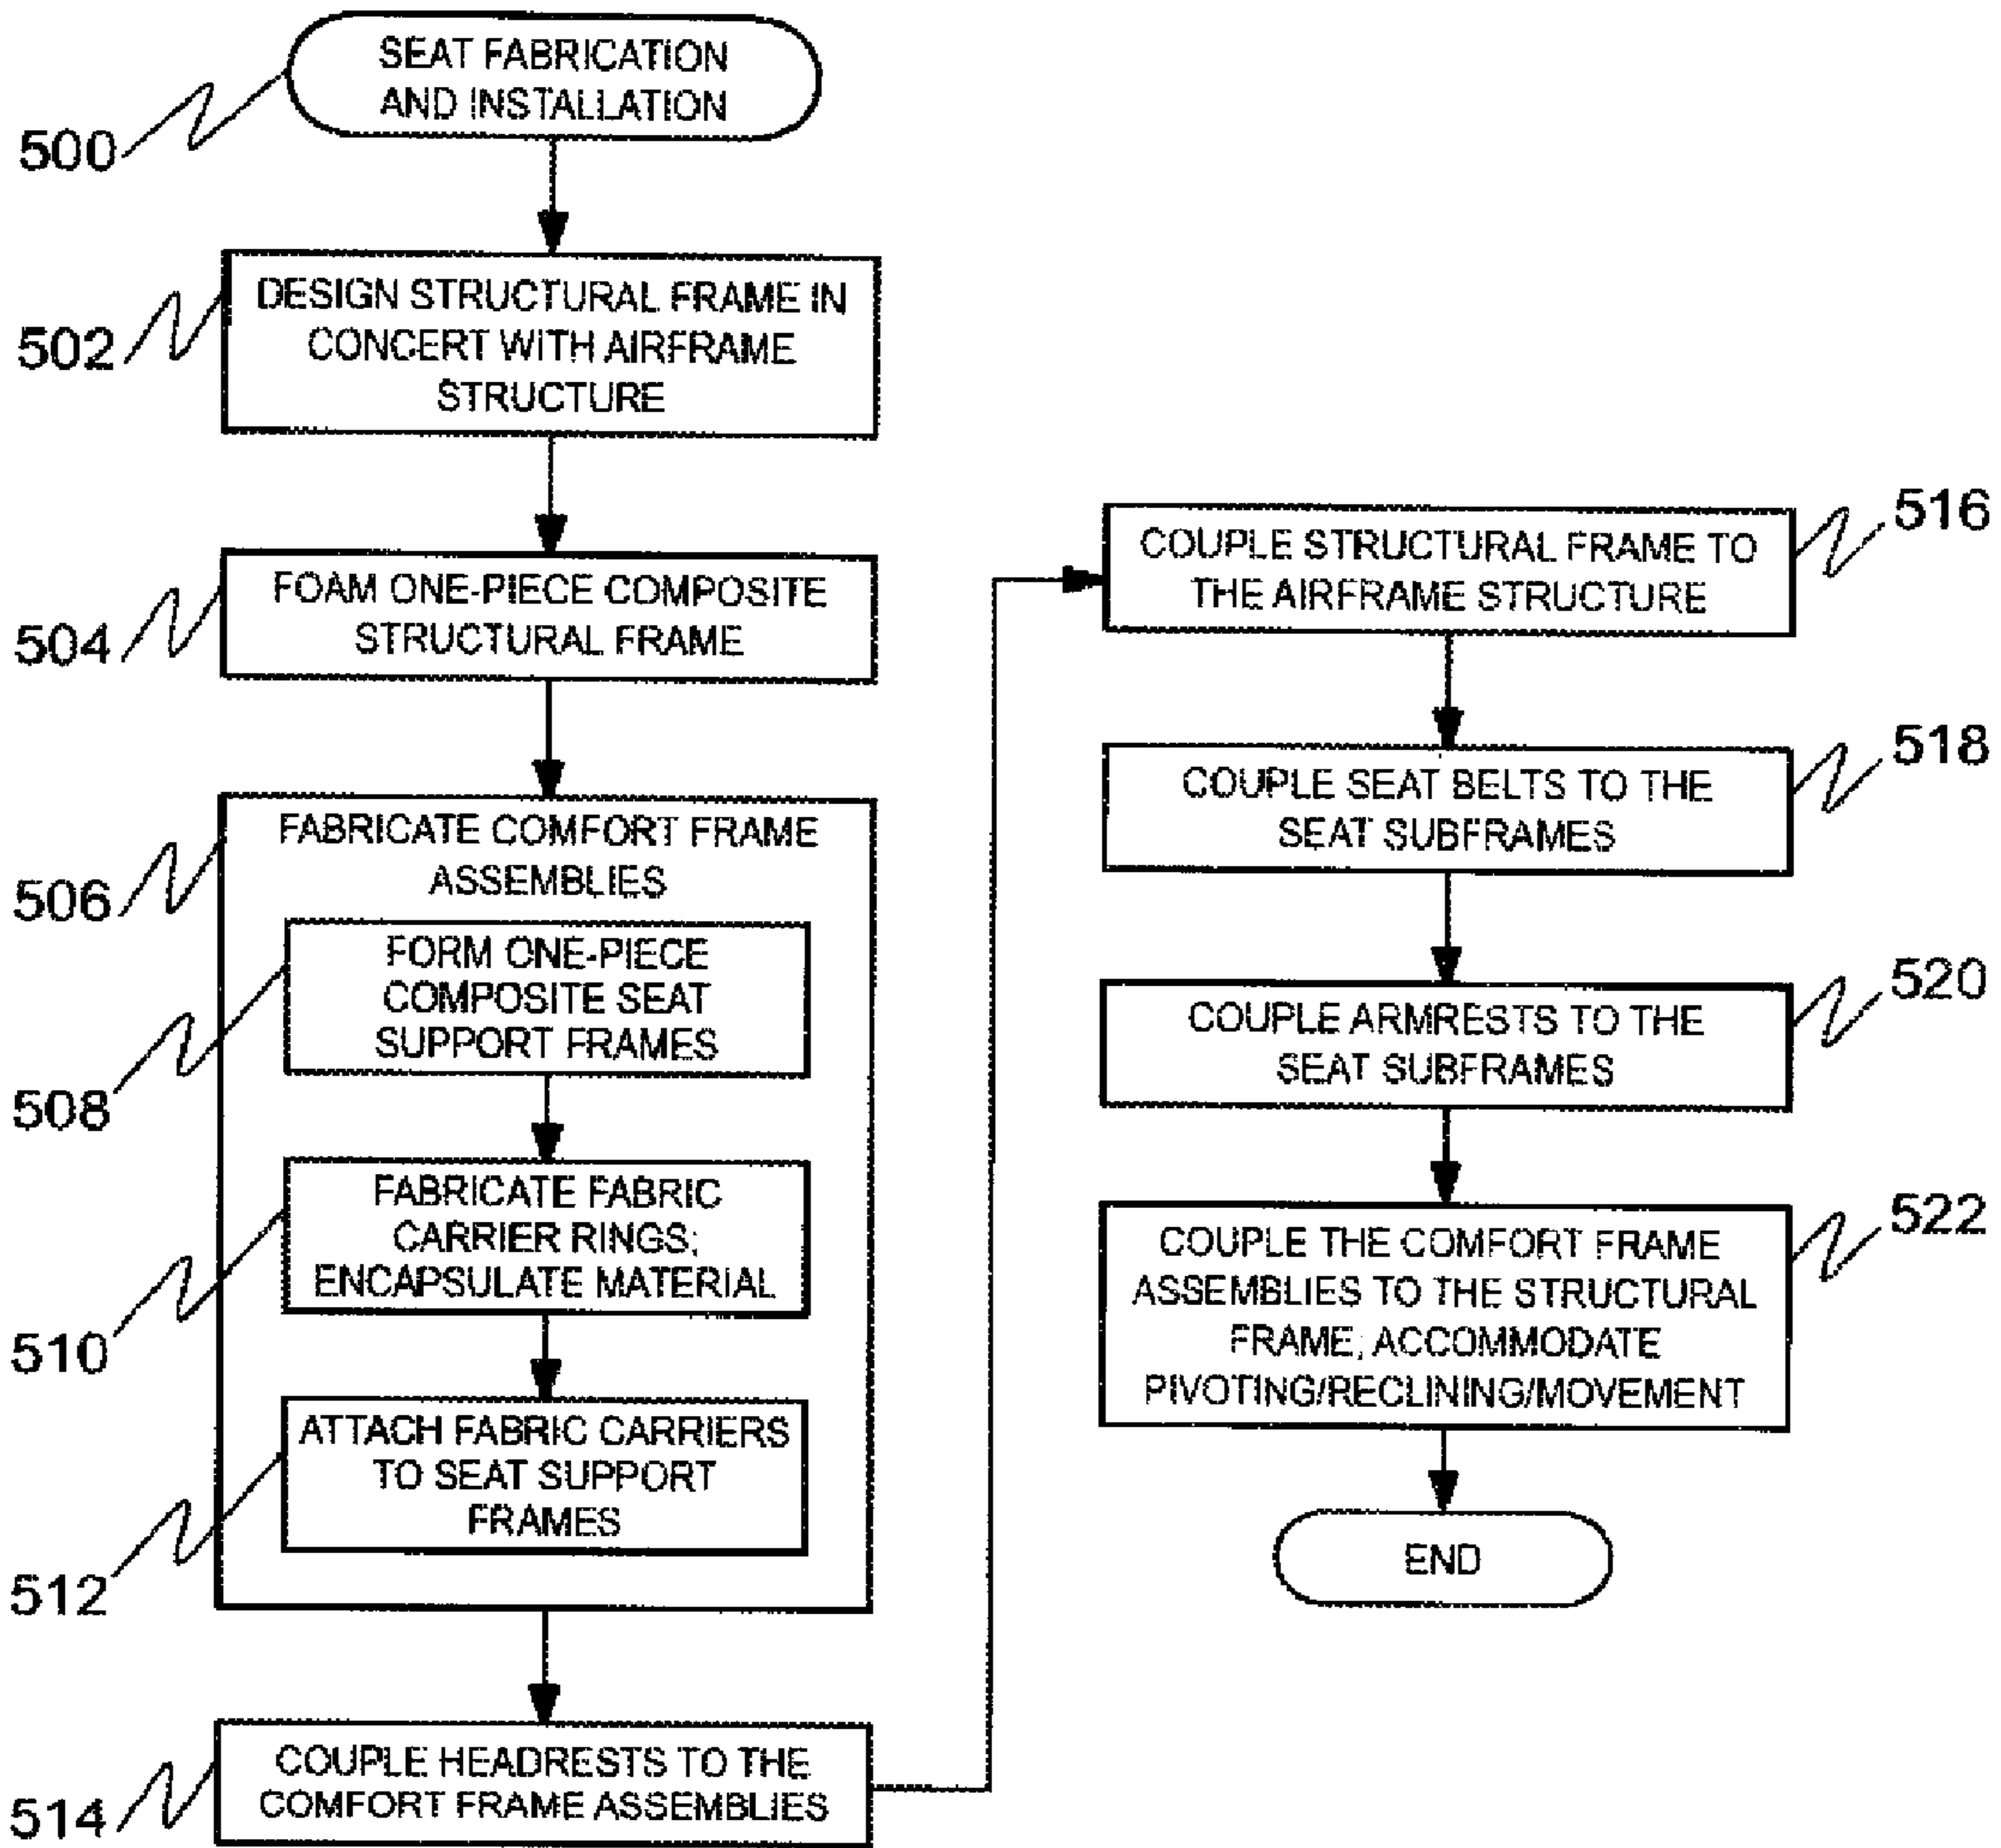 SEAT FABRICATION
AND INSTALLATION
500
DESIGN STRUCTURAL FRAME IN
CONCERT WITH AIRFRAME
STRUCTURE
502
FOAM ONE-PIECE COMPOSITE
STRUCTURAL FRAME
504
FABRICATE COMFORT FRAME
ASSEMBLIES
506
FORM ONE-PIECE
COMPOSITE SEAT
SUPPORT FRAMES
508
FABRICATE FABRIC
CARRIER RINGS;
ENCAPSULATE MATERIAL
510
ATTACH FABRIC CARRIERS
TO SEAT SUPPORT
FRAMES
512
COUPLE HEADRESTS TO THE
COMFORT FRAME ASSEMBLIES
514
COUPLE STRUCTURAL FRAME TO
THE AIRFRAME STRUCTURE
516
COUPLE SEAT BELTS TO THE
SEAT SUBFRAMES
518
COUPLE ARMRESTS TO THE
SEAT SUBFRAMES
520
COUPLE THE COMFORT FRAME
ASSEMBLIES TO THE STRUCTURAL
FRAME; ACCOMMODATE
PIVOTING/RECLINING/MOVEMENT
522
END